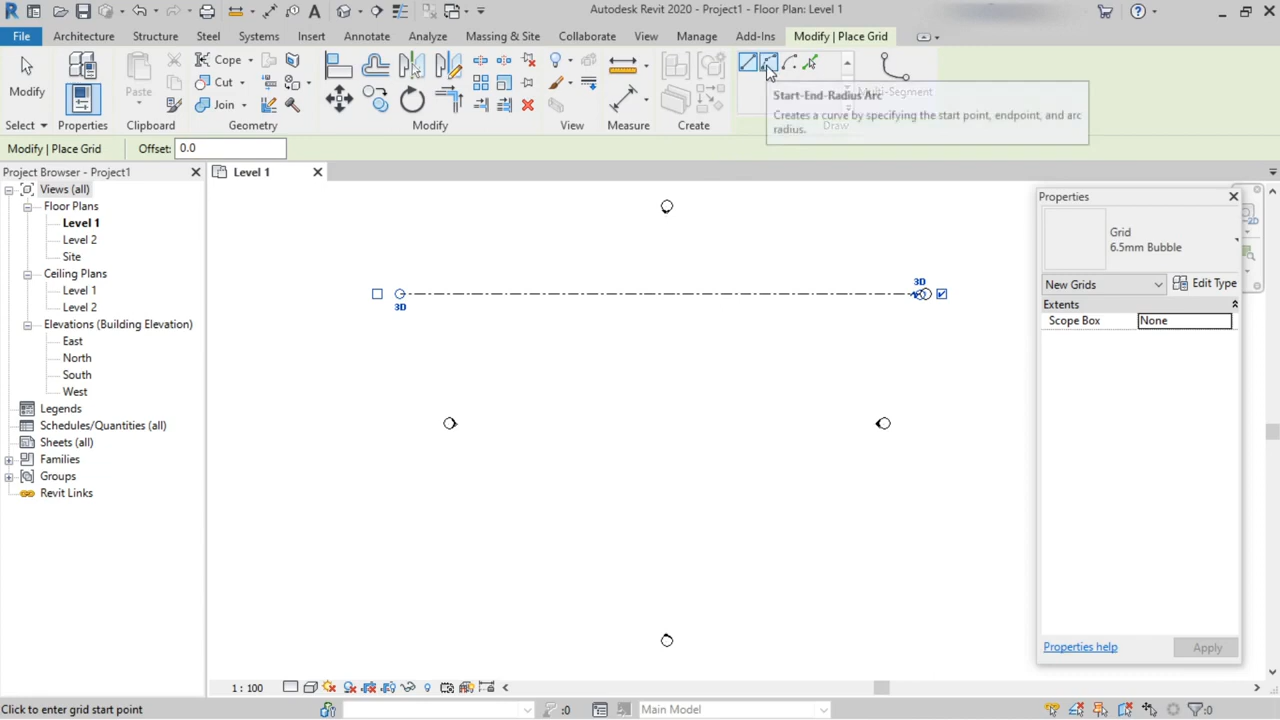 Autodesk Revit 2020 - Project1 - Floor Plan: Level 1
File Architecture Structure Steel Systems Insert Annotate Analyze Massing & Site Collaborate View Manage Add-Ins Modify | Place Grid
Modify
Paste
Cope
Cut
Join
Multi-Segment
Start-End-Radius Arc
Creates a curve by specifying the start point, endpoint, and arc
radius.
Select Properties Clipboard Geometry Modify View Measure Create Draw
Modify | Place Grid Offset: 0.0
Project Browser - Project1
Level 1
Views (all)
Floor Plans
Level 1
Level 2
Site
Ceiling Plans
Level 1
Level 2
Elevations (Building Elevation)
East
North
South
West
Legends
Schedules/Quantities (all)
Sheets (all)
Families
Groups
Revit Links
3D
3D
Properties
2D
Grid
6.5mm Bubble
New Grids Edit Type
Extents
Scope Box None
Properties help Apply
1 : 100
Click to enter grid start point :0 Main Model :0